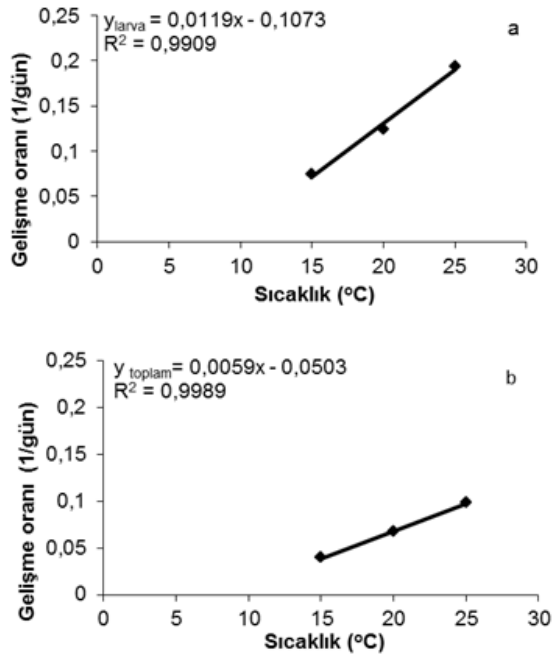 y larva = 0,0119x - 0,1073
R² = 0,9909
a
Gelişme oranı (1/gün)
0,25
0,2
0,15
0,1
0,05
0
0 5 10 15 20 25 30
Sıcaklık (ºC)
y toplam= 0,0059x - 0,0503
R² = 0,9989
b
Gelişme oranı (1/gün)
0,25
0,2
0,15
0,1
0,05
0
0 5 10 15 20 25 30
Sıcaklık (ºC)